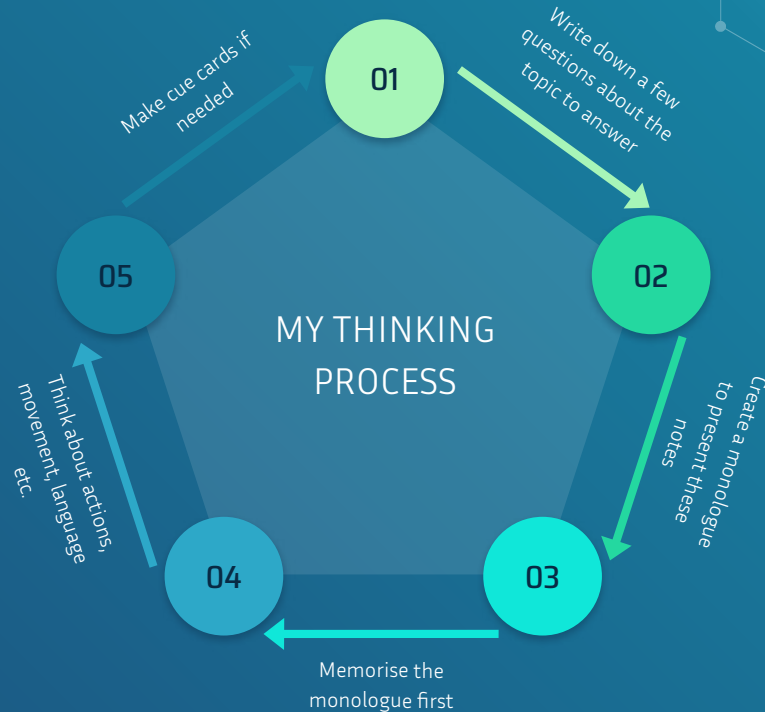 MY THINKING
PROCESS
01
Write down a few
questions about the
topic to answer
02
Create a monologue
to present these
notes
03
Memorise the
monologue first
04
Think about actions,
movement, language
etc.
05
Make cue cards if
needed